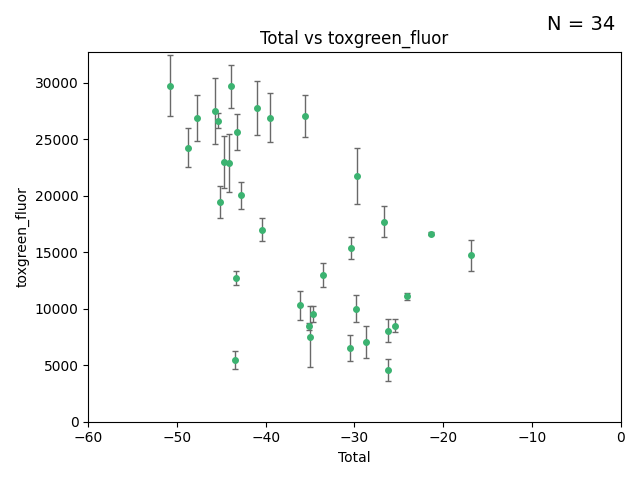 N = 34
Total vs toxgreen_fluor
30000
25000
20000
15000
10000
5000
0
toxgreen_fluor
−60 −50 −40 −30 −20 −10 0
Total